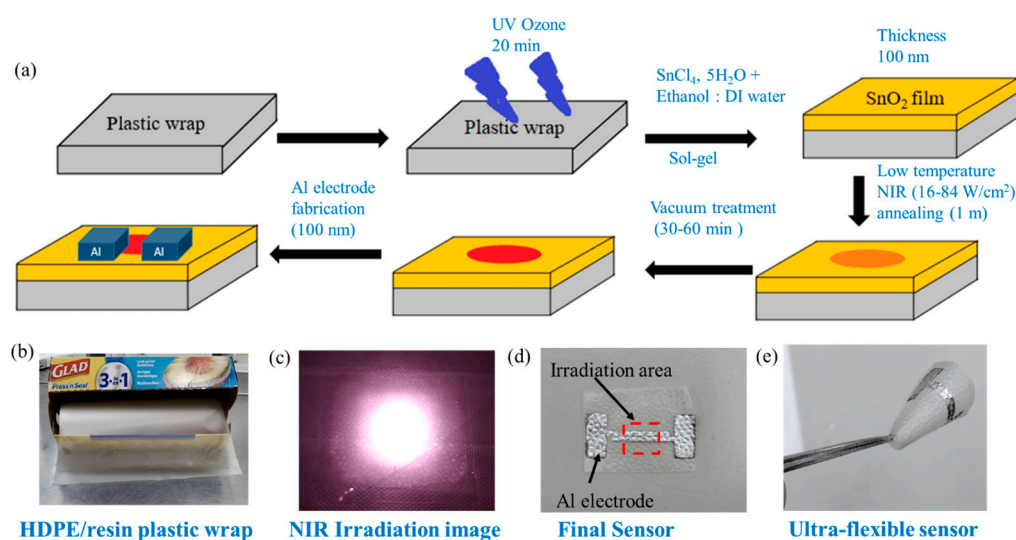 (a)
Plastic wrap
UV Ozone
20 min
Plastic wrap
SnCl₄, 5H₂O +
Ethanol : DI water
Sol-gel
Thickness
100 nm
SnO₂ film
Low temperature
NIR (16-84 W/cm²)
annealing (1 m)
Vacuum treatment
(30-60 min )
Al electrode
fabrication
(100 nm)
Al
Al
(b)
GLAD
Press'n Seal
3-in-1
HDPE/resin plastic wrap
(c)
NIR Irradiation image
(d)
Irradiation area
Al electrode
Final Sensor
(e)
Ultra-flexible sensor